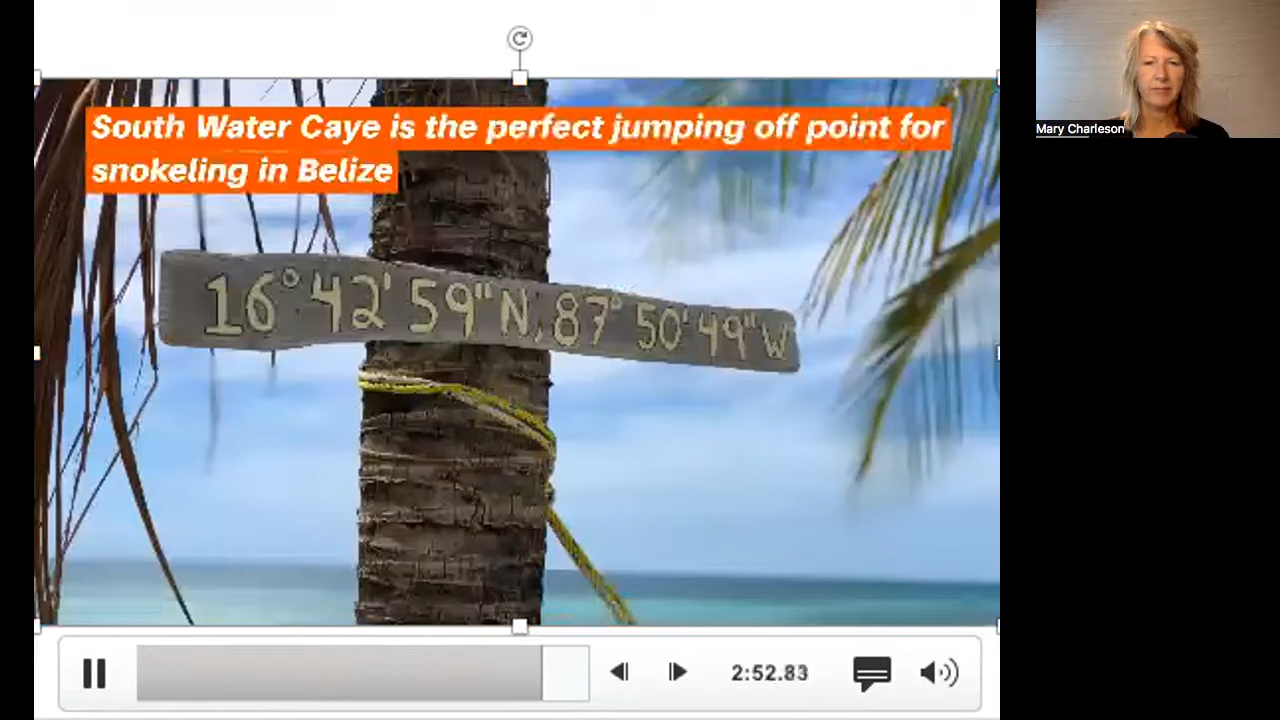 South Water Caye is the perfect jumping off point for
snokeling in Belize
16° 42' 59" N, 87° 50' 49" W
2:52.83
Mary Charleson